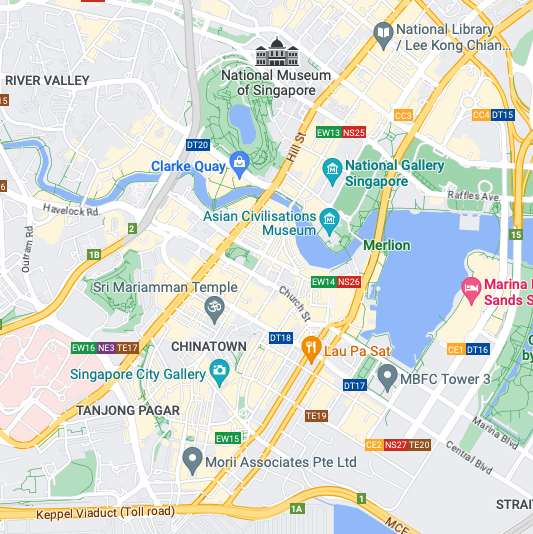 National Library
/ Lee Kong Chian...
National Museum
of Singapore
RIVER VALLEY
15
CC3
CC4 DT15
EW13 NS25
Hill St
DT20
Clarke Quay
National Gallery
Singapore
Raffles Ave.
Havelock Rd
Asian Civilisations
Museum
Outram Rd
2
15
1B
Merlion
EW14 NS26
Marina
Sands S
Sri Mariamman Temple
Church St
EW16 NE3 TE17
CHINATOWN
DT18
Lau Pa Sat
CE1 DT16
Singapore City Gallery
DT17
MBFC Tower 3
TANJONG PAGAR
TE19
Marina Blvd
EW15
CE2 NS27 TE20
Central Blvd
Morii Associates Pte Ltd
STRAIT
1
1A
Keppel Viaduct (Toll road)
MCE